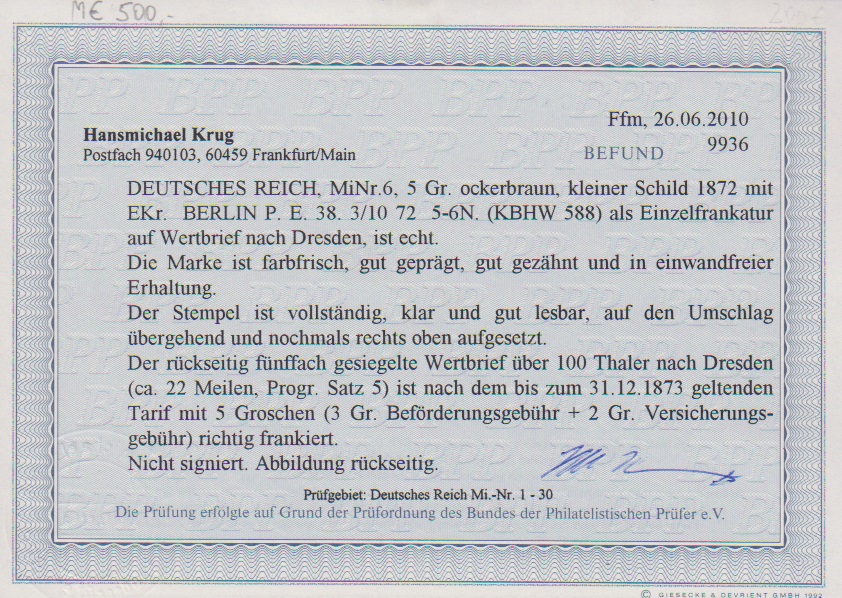 M€ 500,-
Ffm, 26.06.2010
Hansmichael Krug
Postfach 940103, 60459 Frankfurt/Main
BEFUND 9936
DEUTSCHES REICH, MiNr.6, 5 Gr. ockerbraun, kleiner Schild 1872 mit
EKr. BERLIN P. E. 38. 3/10 72 5-6N. (KBHW 588) als Einzelfrankatur
auf Wertbrief nach Dresden, ist echt.
Die Marke ist farbfrisch, gut geprägt, gut gezähnt und in einwandfreier
Erhaltung.
Der Stempel ist vollständig, klar und gut lesbar, auf den Umschlag
übergehend und nochmals rechts oben aufgesetzt.
Der rückseitig fünffach gesiegelte Wertbrief über 100 Thaler nach Dresden
(ca. 22 Meilen, Progr. Satz 5) ist nach dem bis zum 31.12.1873 geltenden
Tarif mit 5 Groschen (3 Gr. Beförderungsgebühr + 2 Gr. Versicherungs-
gebühr) richtig frankiert.
Nicht signiert. Abbildung rückseitig.
Prüfgebiet: Deutsches Reich Mi.-Nr. 1 - 30
Die Prüfung erfolgte auf Grund der Prüfordnung des Bundes der Philatelistischen Prüfer e.V.
© GIESECKE & DEVRIENT GMBH 1992